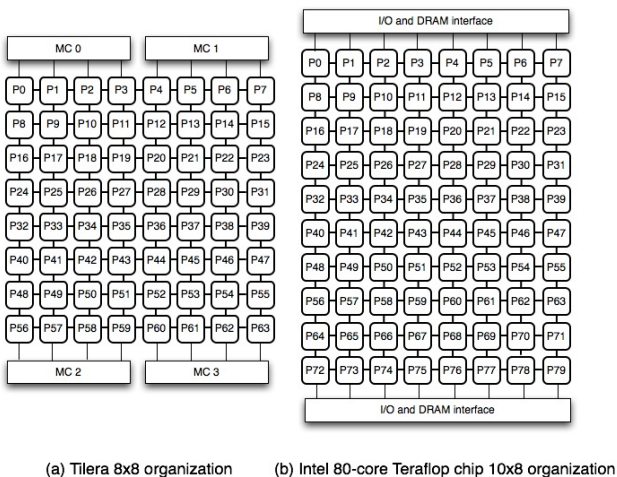 MC 0 MC 1
P0 P1 P2 P3 P4 P5 P6 P7
P8 P9 P10 P11 P12 P13 P14 P15
P16 P17 P18 P19 P20 P21 P22 P23
P24 P25 P26 P27 P28 P29 P30 P31
P32 P33 P34 P35 P36 P37 P38 P39
P40 P41 P42 P43 P44 P45 P46 P47
P48 P49 P50 P51 P52 P53 P54 P55
P56 P57 P58 P59 P60 P61 P62 P63
MC 2 MC 3
(a) Tilera 8x8 organization
I/O and DRAM interface
P0 P1 P2 P3 P4 P5 P6 P7
P8 P9 P10 P11 P12 P13 P14 P15
P16 P17 P18 P19 P20 P21 P22 P23
P24 P25 P26 P27 P28 P29 P30 P31
P32 P33 P34 P35 P36 P37 P38 P39
P40 P41 P42 P43 P44 P45 P46 P47
P48 P49 P50 P51 P52 P53 P54 P55
P56 P57 P58 P59 P60 P61 P62 P63
P64 P65 P66 P67 P68 P69 P70 P71
P72 P73 P74 P75 P76 P77 P78 P79
I/O and DRAM interface
(b) Intel 80-core Teraflop chip 10x8 organization